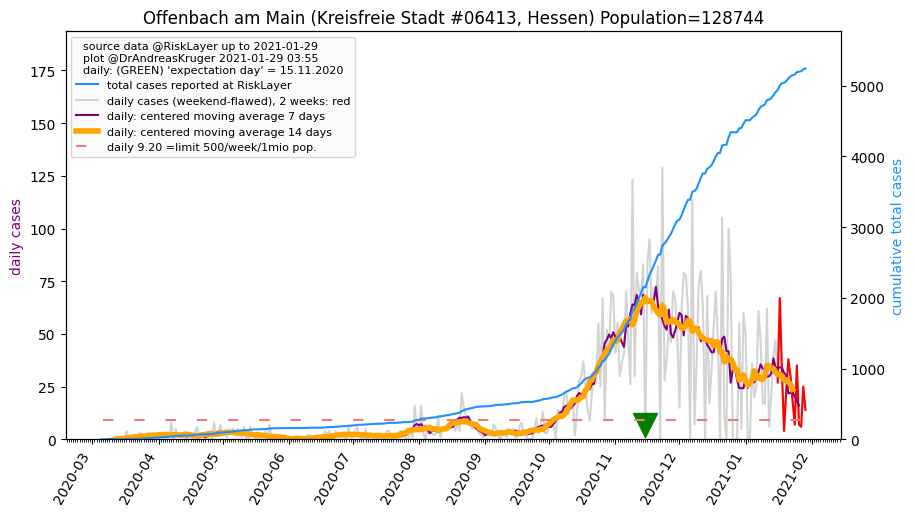 Offenbach am Main (Kreisfreie Stadt #06413, Hessen) Population=128744
source data @RiskLayer up to 2021-01-29
plot @DrAndreasKruger 2021-01-29 03:55
daily: (GREEN) 'expectation day' = 15.11.2020
total cases reported at RiskLayer
daily cases (weekend-flawed), 2 weeks: red
daily: centered moving average 7 days
daily: centered moving average 14 days
daily 9.20 =limit 500/week/1mio pop.
daily cases
175
150
125
100
75
50
25
0
cumulative total cases
5000
4000
3000
2000
1000
0
2020-03
2020-04
2020-05
2020-06
2020-07
2020-08
2020-09
2020-10
2020-11
2020-12
2021-01
2021-02